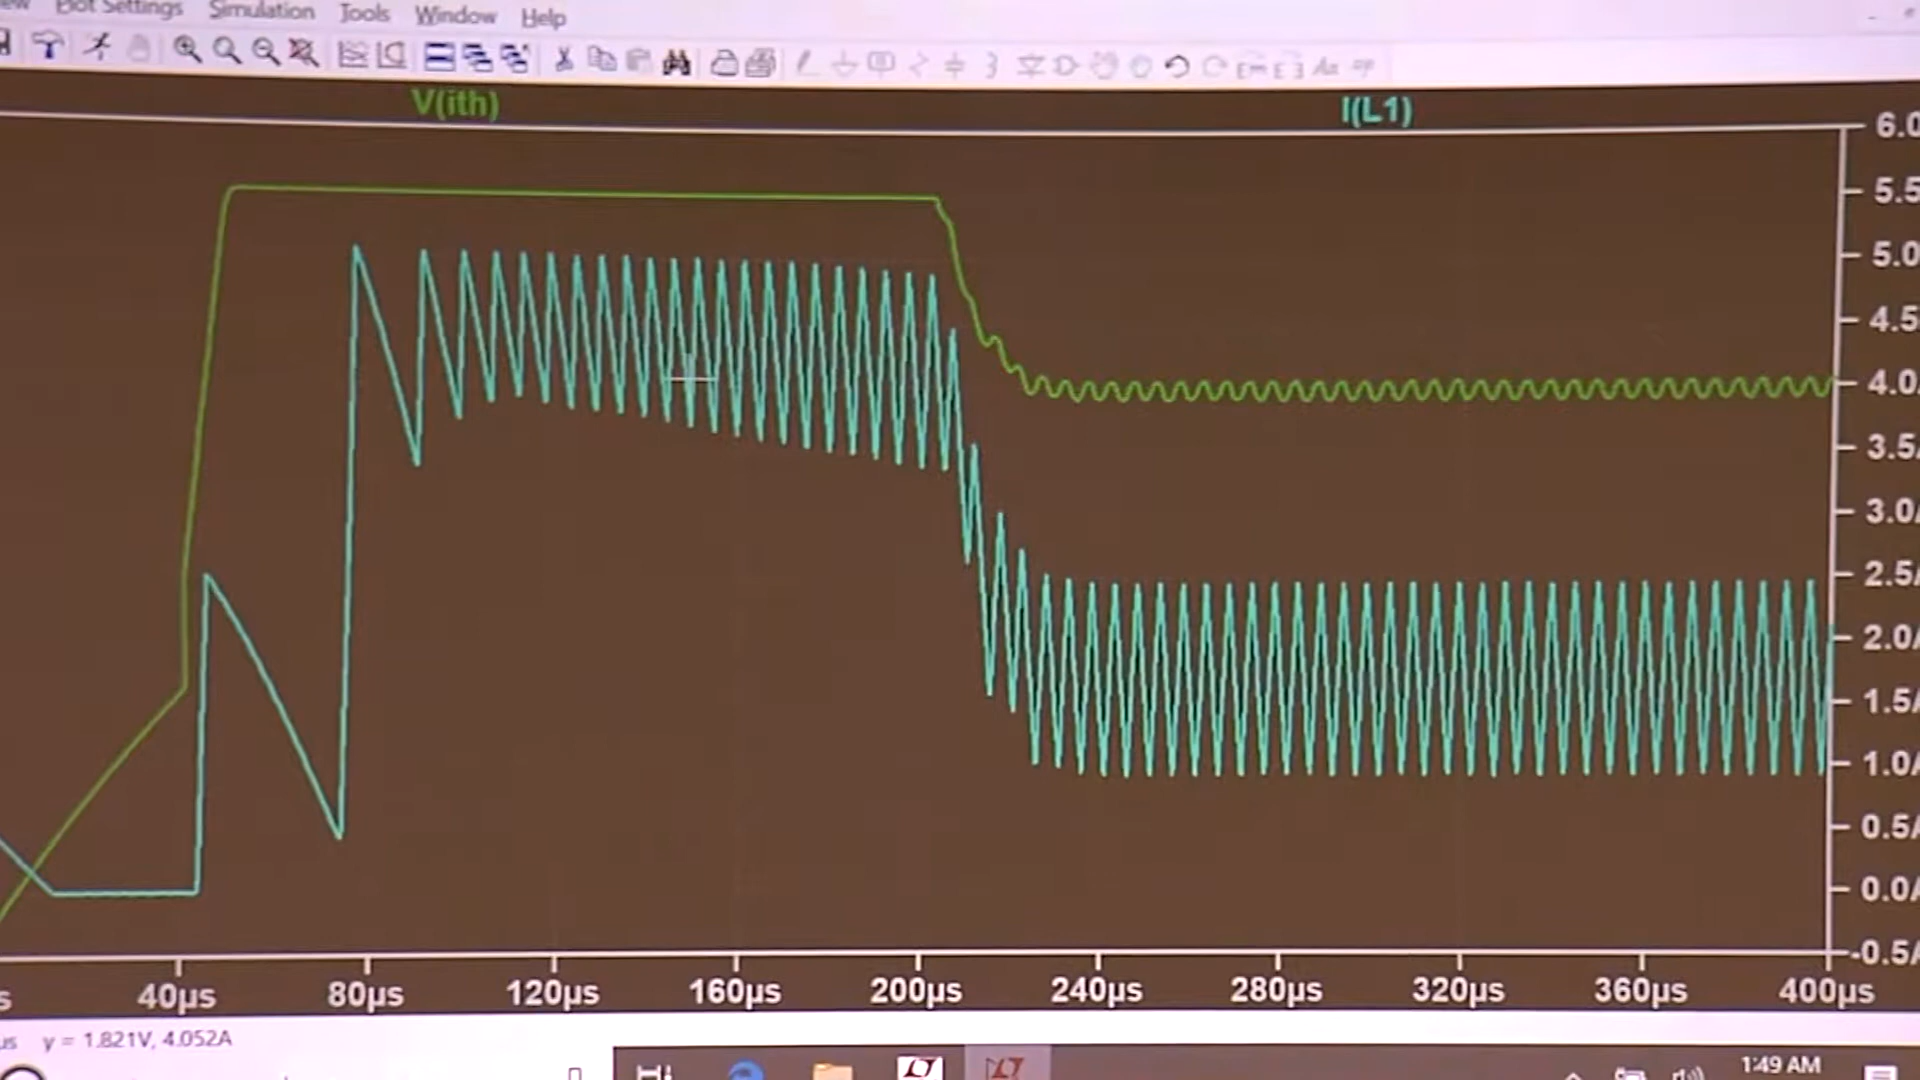 Plot Settings Simulation Tools Window Help
V(ith) I(L1)
5.5
5.0
4.5
4.0
3.5
3.0
2.5
2.0
1.5
1.0
0.5
0.0
-0.5
40µs 80µs 120µs 160µs 200µs 240µs 280µs 320µs 360µs 400µs
y = 1.821V, 4.052A
1:49 AM